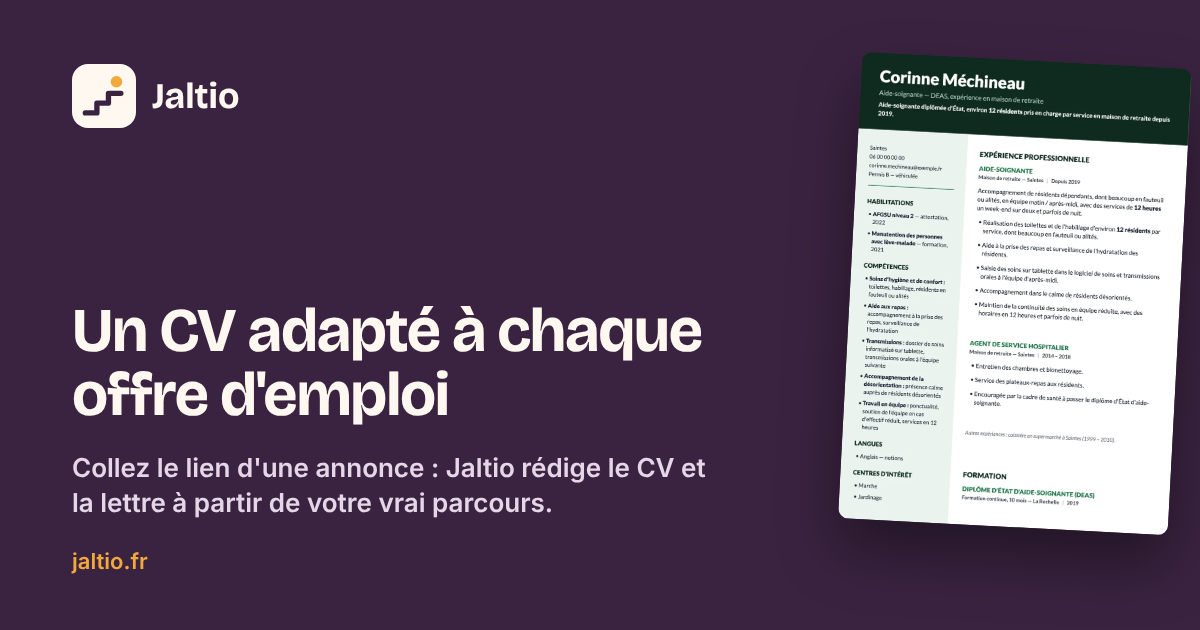 Jaltio
Un CV adapté à chaque
offre d'emploi
Collez le lien d'une annonce : Jaltio rédige le CV et
la lettre à partir de votre vrai parcours.
jaltio.fr
Corinne Méchineau
Aide-soignante — DEAS, expérience en maison de retraite
Aide-soignante diplômée d'État, environ 12 résidents pris en charge par service en maison de retraite depuis
2019.
Saintes
06 00 00 00 00
corinne.mechineau@exemple.fr
Permis B — véhiculée
HABILITATIONS
• AFGSU niveau 2 — attestation,
2022
• Manutention des personnes
avec lève-malade — formation,
2021
COMPÉTENCES
• Soins d'hygiène et de confort :
toilettes, habillage, résidents en
fauteuil ou alités
• Aide aux repas :
accompagnement à la prise des
repas, surveillance de
l'hydratation
• Transmissions : dossier de soins
informatisé sur tablette,
transmissions orales à l'équipe
suivante
• Accompagnement de la
désorientation : présence calme
auprès de résidents désorientés
• Travail en équipe : ponctualité,
soutien de l'équipe en cas
d'effectif réduit, services en 12
heures
LANGUES
• Anglais — notions
CENTRES D'INTÉRÊT
• Marche
• Jardinage
EXPÉRIENCE PROFESSIONNELLE
AIDE-SOIGNANTE
Maison de retraite — Saintes | Depuis 2019
Accompagnement de résidents dépendants, dont beaucoup en fauteuil
ou alités, en équipe matin / après-midi, avec des services de 12 heures
un week-end sur deux et parfois de nuit.
• Réalisation des toilettes et de l'habillage d'environ 12 résidents par
service, dont beaucoup en fauteuil ou alités.
• Aide à la prise des repas et surveillance de l'hydratation des
résidents.
• Saisie des soins sur tablette dans le logiciel de soins et transmissions
orales à l'équipe d'après-midi.
• Accompagnement dans le calme de résidents désorientés.
• Maintien de la continuité des soins en équipe réduite, avec des
horaires en 12 heures et parfois de nuit.
AGENT DE SERVICE HOSPITALIER
Maison de retraite — Saintes | 2014 – 2018
• Entretien des chambres et bionettoyage.
• Service des plateaux-repas aux résidents.
• Encouragée par la cadre de santé à passer le diplôme d'État d'aide-
soignante.
Autres expériences : caissière en supermarché à Saintes (1999 – 2010).
FORMATION
DIPLÔME D'ÉTAT D'AIDE-SOIGNANTE (DEAS)
Formation continue, 10 mois — La Rochelle | 2019